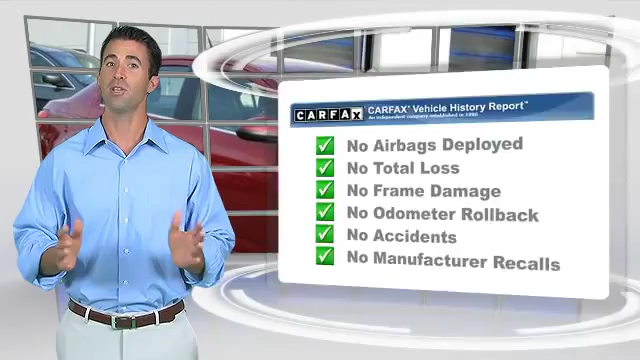 CARFAX CARFAX® Vehicle History Report™
An independent company established in 1986
No Airbags Deployed
No Total Loss
No Frame Damage
No Odometer Rollback
No Accidents
No Manufacturer Recalls